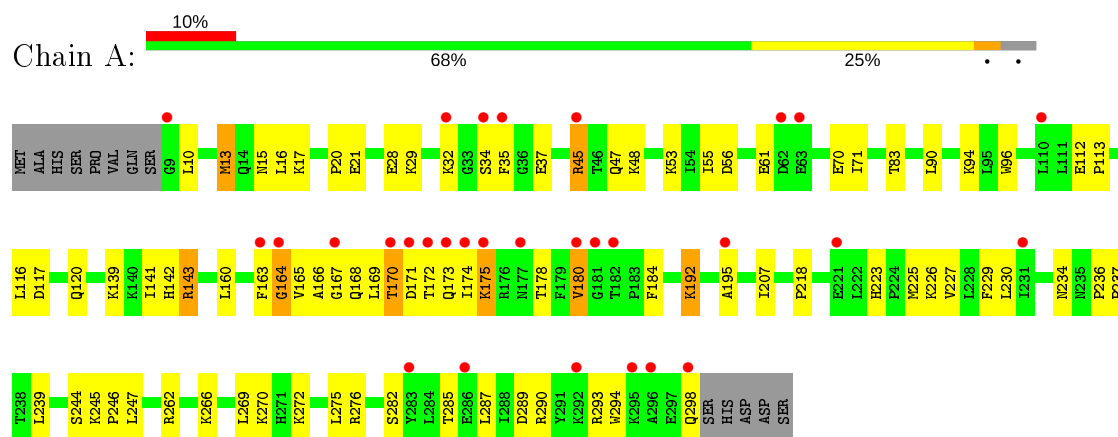 10%
Chain A:
68% 25% • •
MET ALA HIS SER PRO VAL GLN SER G9 L10 M13 Q14 N15 L16 K17 P20 E21 E28 K29 K32 G33 S34 F35 G36 E37 R45 T46 Q47 K48 K53 I54 I55 D56 E61 D62 E63 E70 I71 T83 L90 K94 L95 W96 L110 L111 E112 P113
L116 D117 Q120 K139 K140 I141 H142 R143 L160 F163 G164 V165 A166 G167 Q168 L169 T170 D171 T172 Q173 I174 K175 R176 N177 T178 F179 V180 G181 T182 P183 F184 K192 A195 I207 P218 E221 L222 H223 P224 M225 K226 V227 L228 F229 L230 I231 N234 N235 P236 P237
T238 L239 S244 K245 P246 L247 R262 K266 L269 K270 H271 K272 L275 R276 S282 Y283 L284 T285 E286 L287 I288 D289 R290 Y291 K292 R293 W294 K295 A296 E297 Q298 SER HIS ASP ASP SER